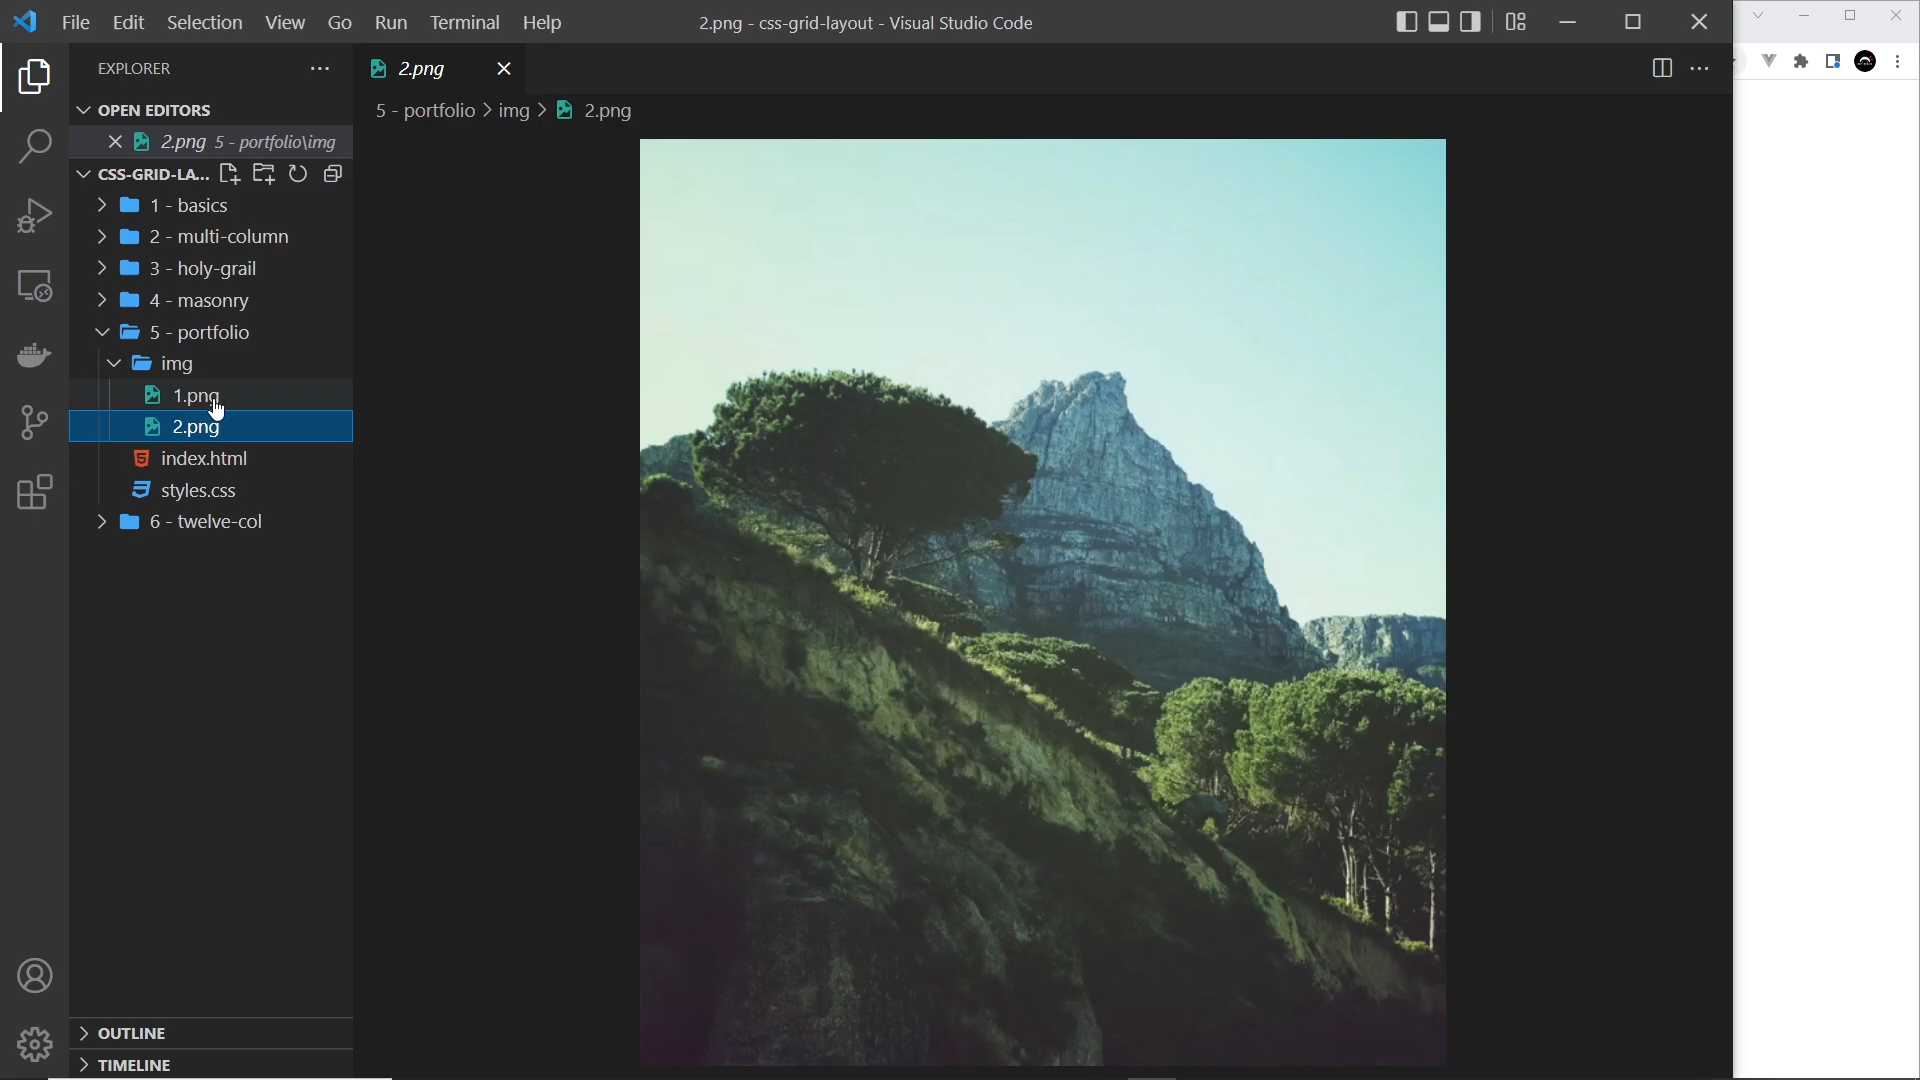 File Edit Selection View Go Run Terminal Help
2.png - css-grid-layout - Visual Studio Code
EXPLORER
2.png
OPEN EDITORS
2.png 5 - portfolio\img
5 - portfolio > img > 2.png
CSS-GRID-LA...
1 - basics
2 - multi-column
3 - holy-grail
4 - masonry
5 - portfolio
img
1.png
2.png
index.html
styles.css
6 - twelve-col
OUTLINE
TIMELINE